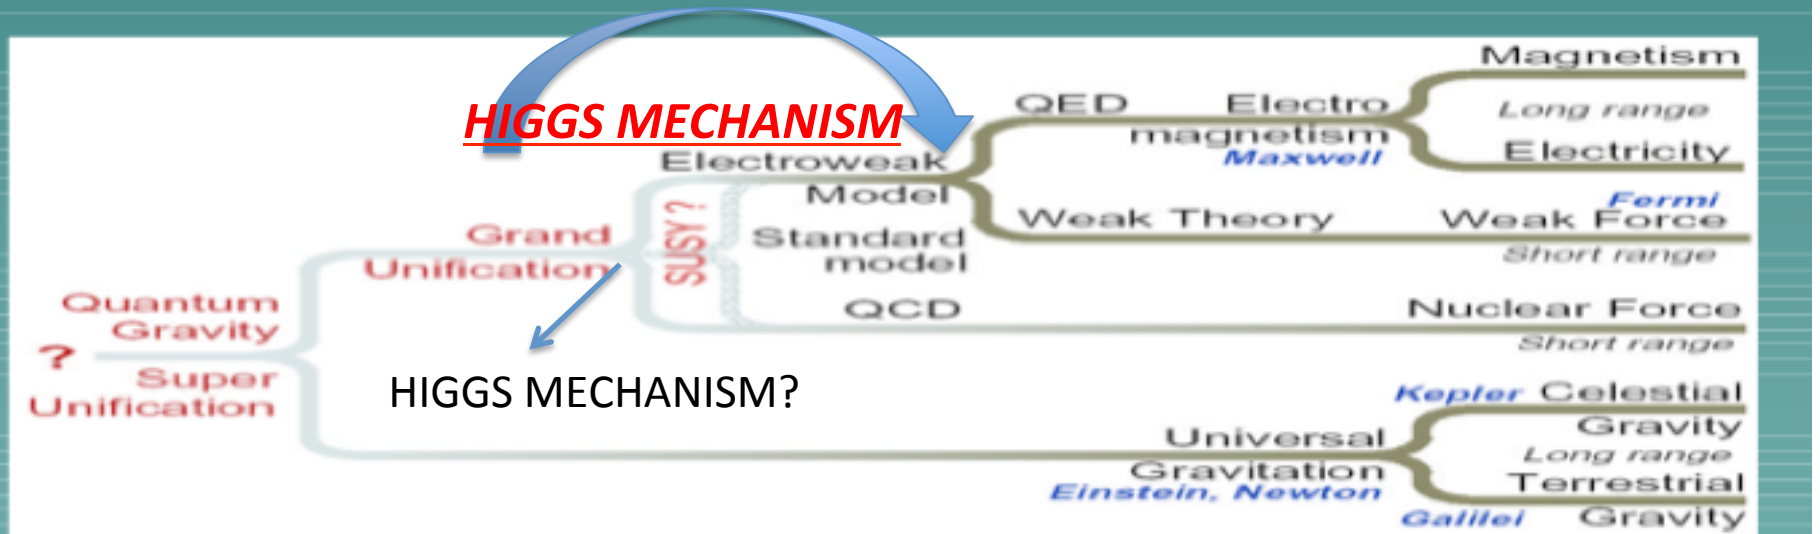 HIGGS MECHANISM
Magnetism
QED
Electro
Long range
magnetism
Maxwell
Electricity
Electroweak
Model
Fermi
Weak Theory
Weak Force
Short range
SUSY ?
Grand
Unification
Standard
model
Quantum
Gravity
QCD
Nuclear Force
Short range
?
Super
Unification
HIGGS MECHANISM?
Kepler Celestial
Gravity
Universal
Long range
Gravitation
Einstein, Newton
Terrestrial
Galilei Gravity